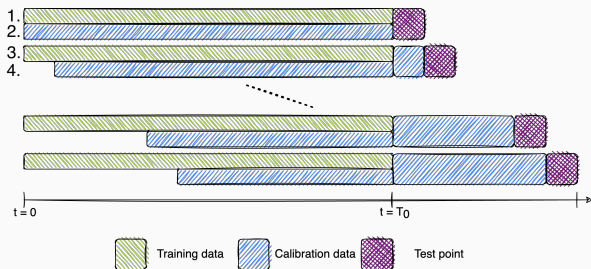 1.
2.
3.
4.
t = 0
t = T₀
Training data
Calibration data
Test point